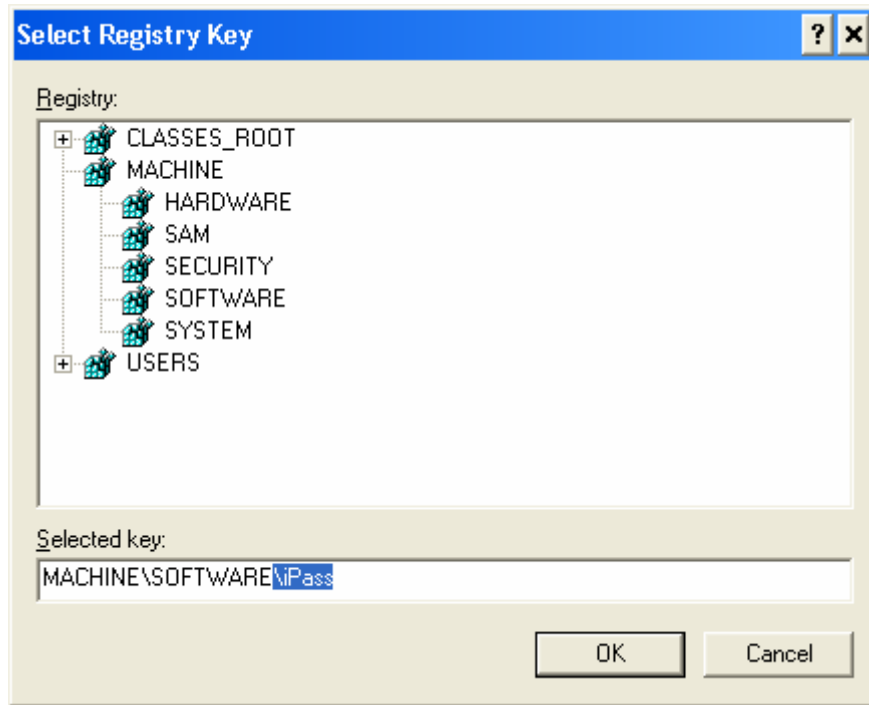 Select Registry Key
Registry:
CLASSES_ROOT
MACHINE
HARDWARE
SAM
SECURITY
SOFTWARE
SYSTEM
USERS
Selected key:
MACHINE\SOFTWARE\iPass
OK Cancel